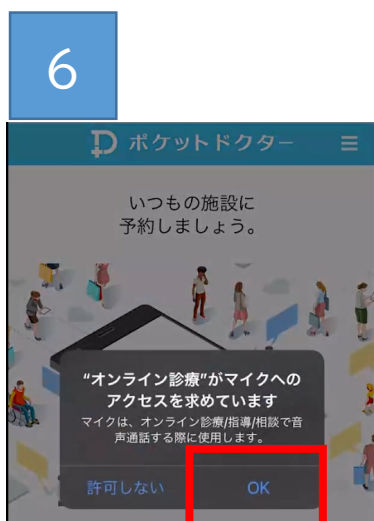 6
ポケットドクター
いつもの施設に
予約しましょう。
“オンライン診療”がマイクへの
アクセスを求めています
マイクは、オンライン診療/指導/相談で音
声通話する際に使用します。
許可しない
OK